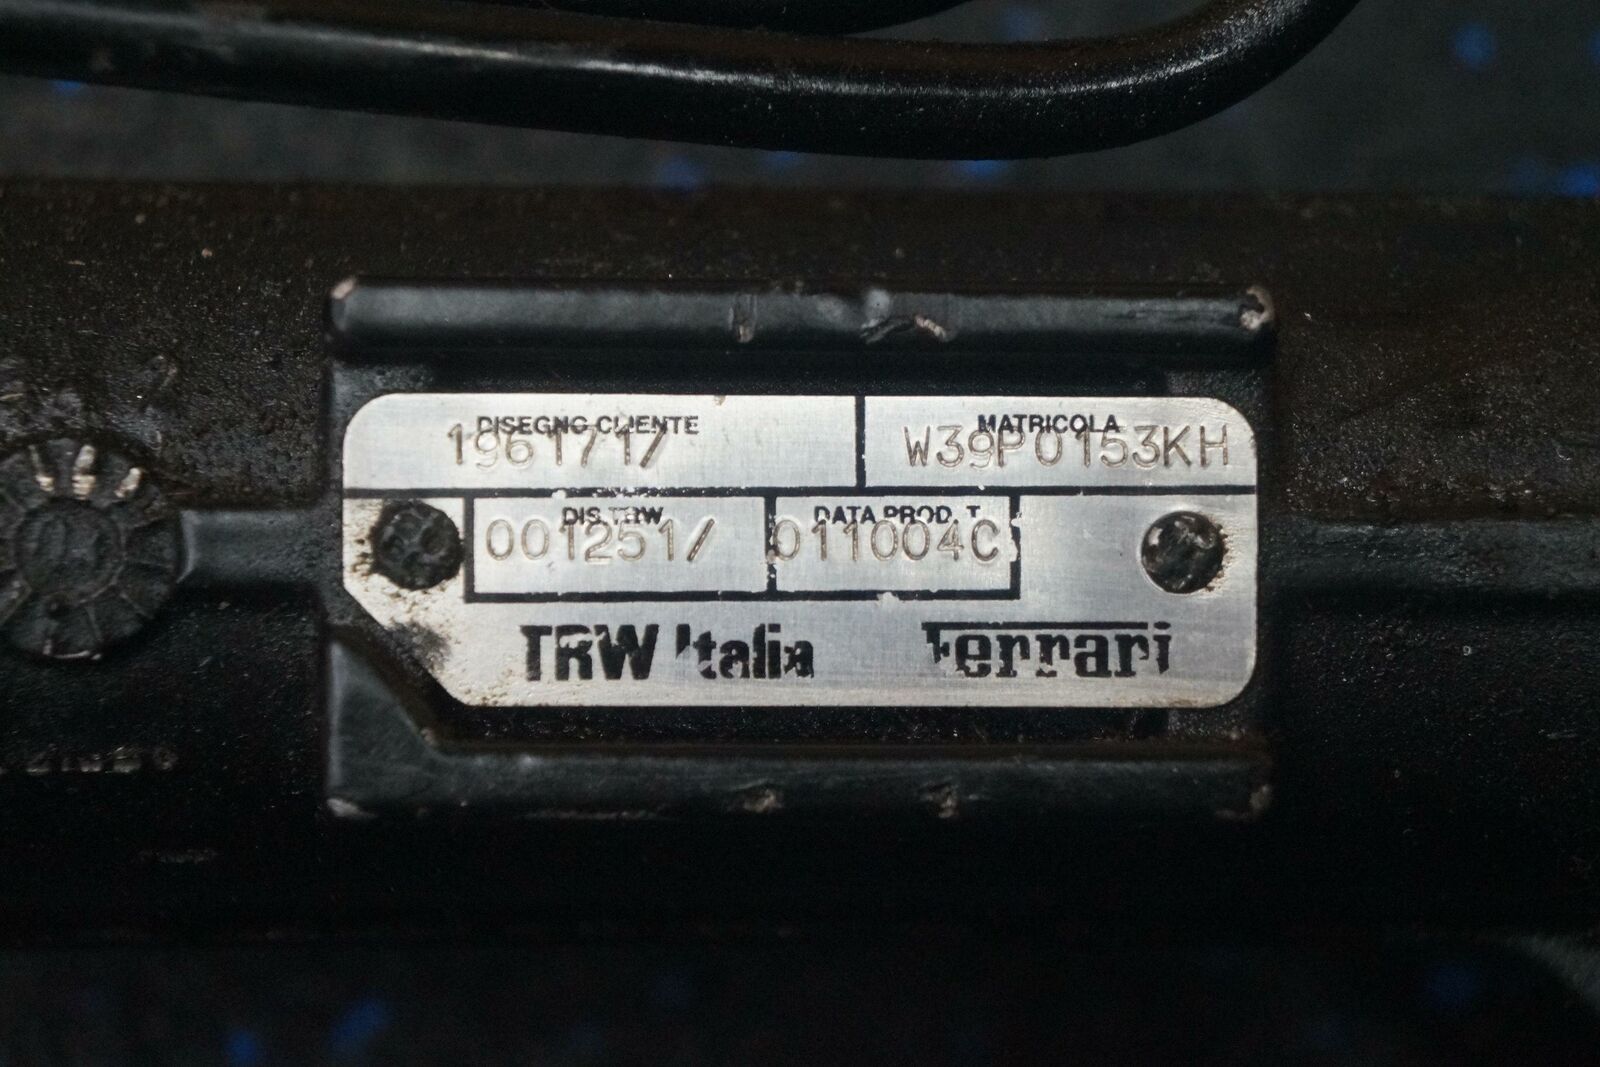 DISEGNO CLIENTE
196171/
MATRICOLA
W39P0153KH
DIS. TRW
001251/
DATA PROD. T.
011004C
TRW Italia
Ferrari